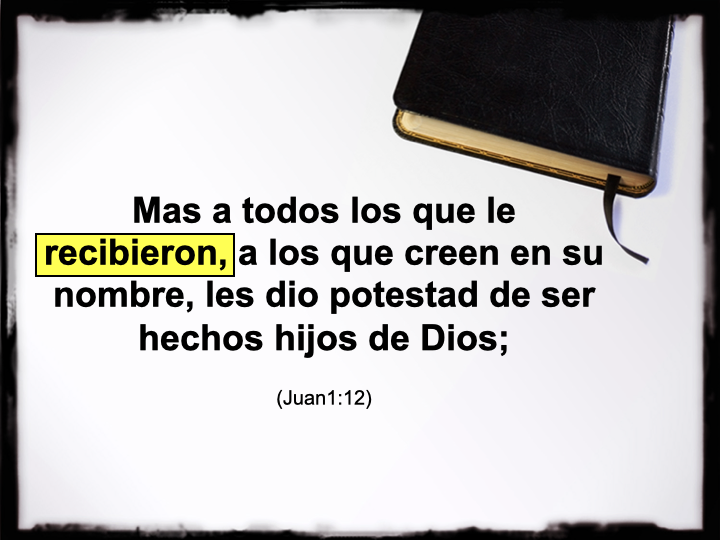 Mas a todos los que le
recibieron, a los que creen en su
nombre, les dio potestad de ser
hechos hijos de Dios;
(Juan1:12)